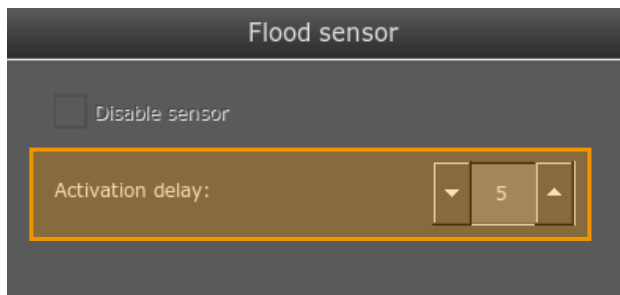 Flood sensor
Disable sensor
Activation delay:
5